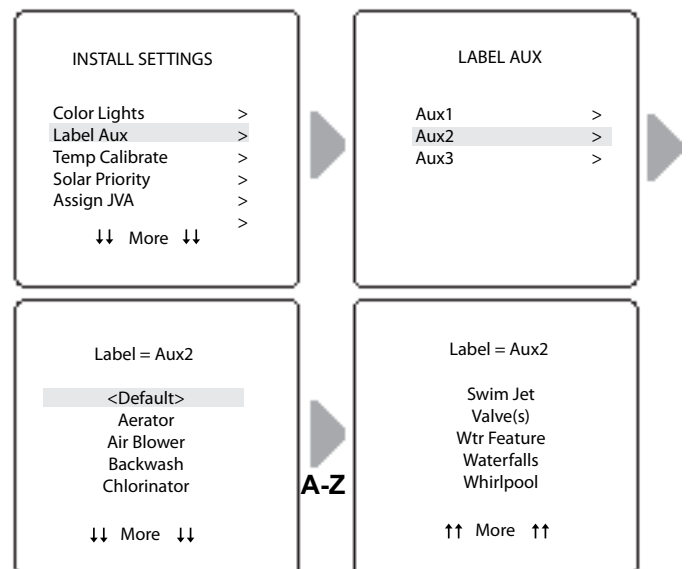 INSTALL SETTINGS
Color Lights >
Label Aux >
Temp Calibrate >
Solar Priority >
Assign JVA >
>
↓↓ More ↓↓
LABEL AUX
Aux1 >
Aux2 >
Aux3 >
Label = Aux2
<Default>
Aerator
Air Blower
Backwash
Chlorinator
↓↓ More ↓↓
A-Z
Label = Aux2
Swim Jet
Valve(s)
Wtr Feature
Waterfalls
Whirlpool
↑↑ More ↑↑